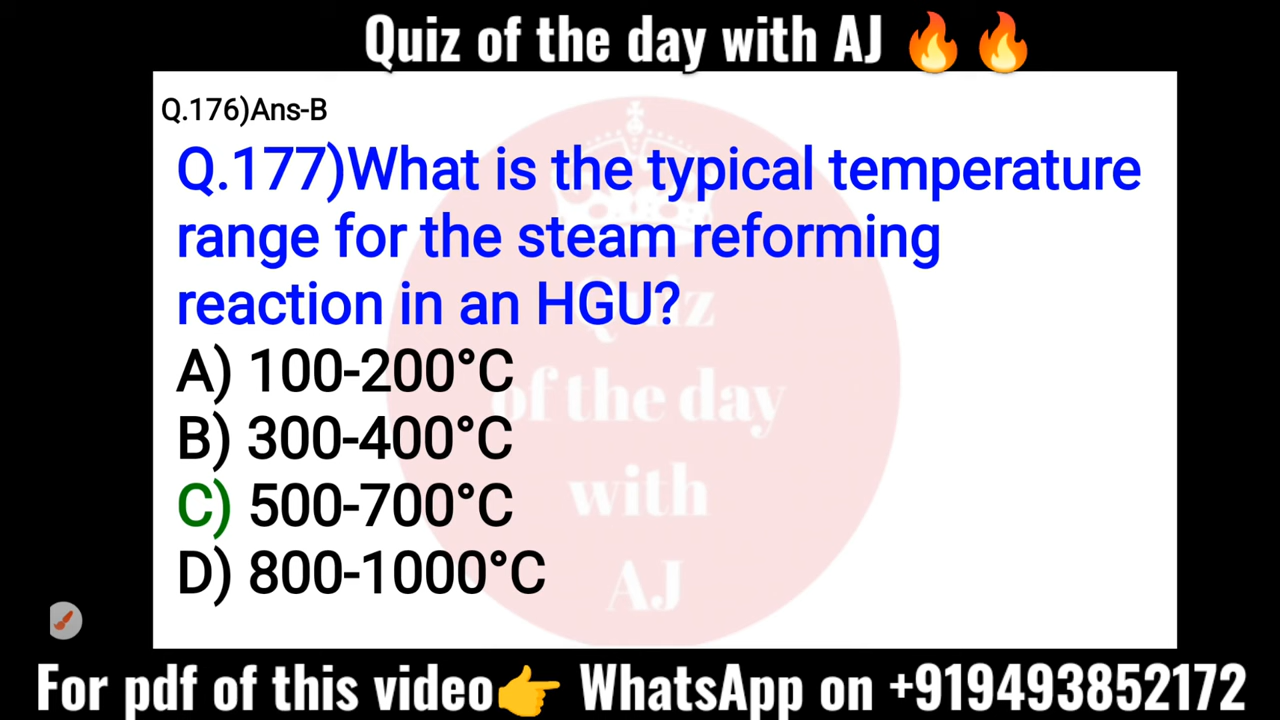 Quiz of the day with AJ 🔥🔥
Q.176)Ans-B
Q.177)What is the typical temperature
range for the steam reforming
reaction in an HGU?
A) 100-200°C
B) 300-400°C
C) 500-700°C
D) 800-1000°C
Quiz
of the day
with
AJ
For pdf of this video👉 WhatsApp on +919493852172